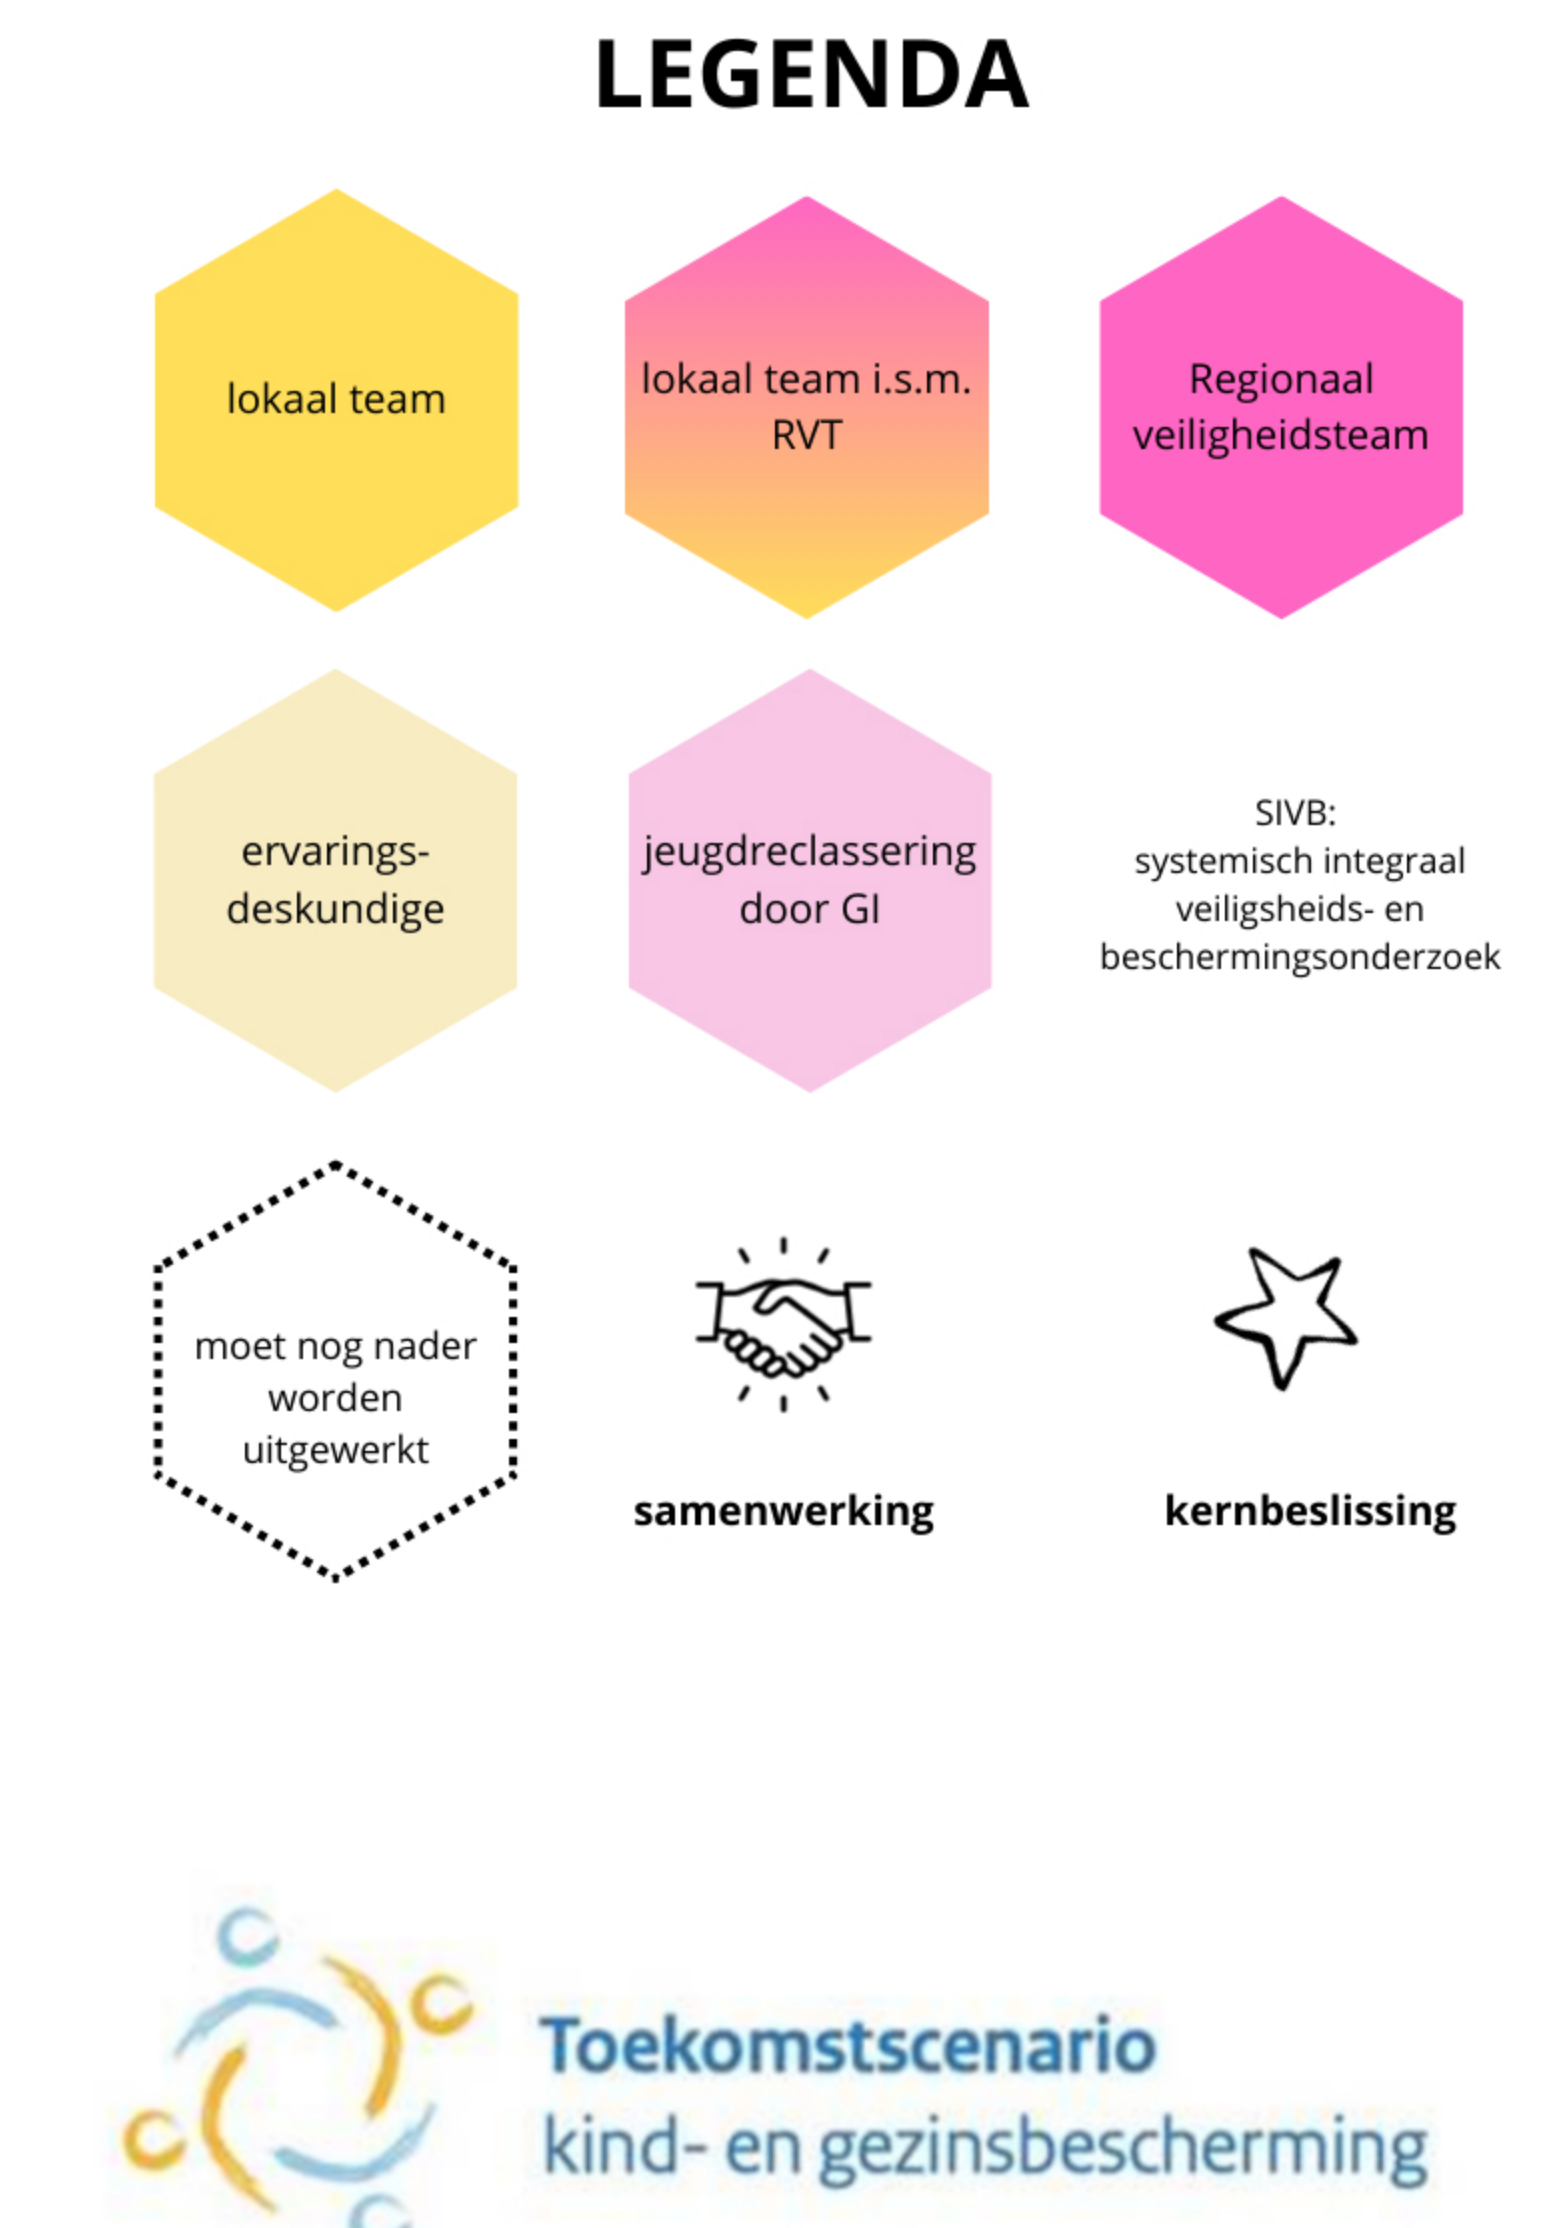 LEGENDA
lokaal team
lokaal team i.s.m.
RVT
Regionaal
veiligheidsteam
ervarings-
deskundige
jeugdreclassering
door GI
SIVB:
systemisch integraal
veiligsheids- en
beschermingsonderzoek
moet nog nader
worden
uitgewerkt
samenwerking
kernbeslissing
Toekomstscenario
kind- en gezinsbescherming